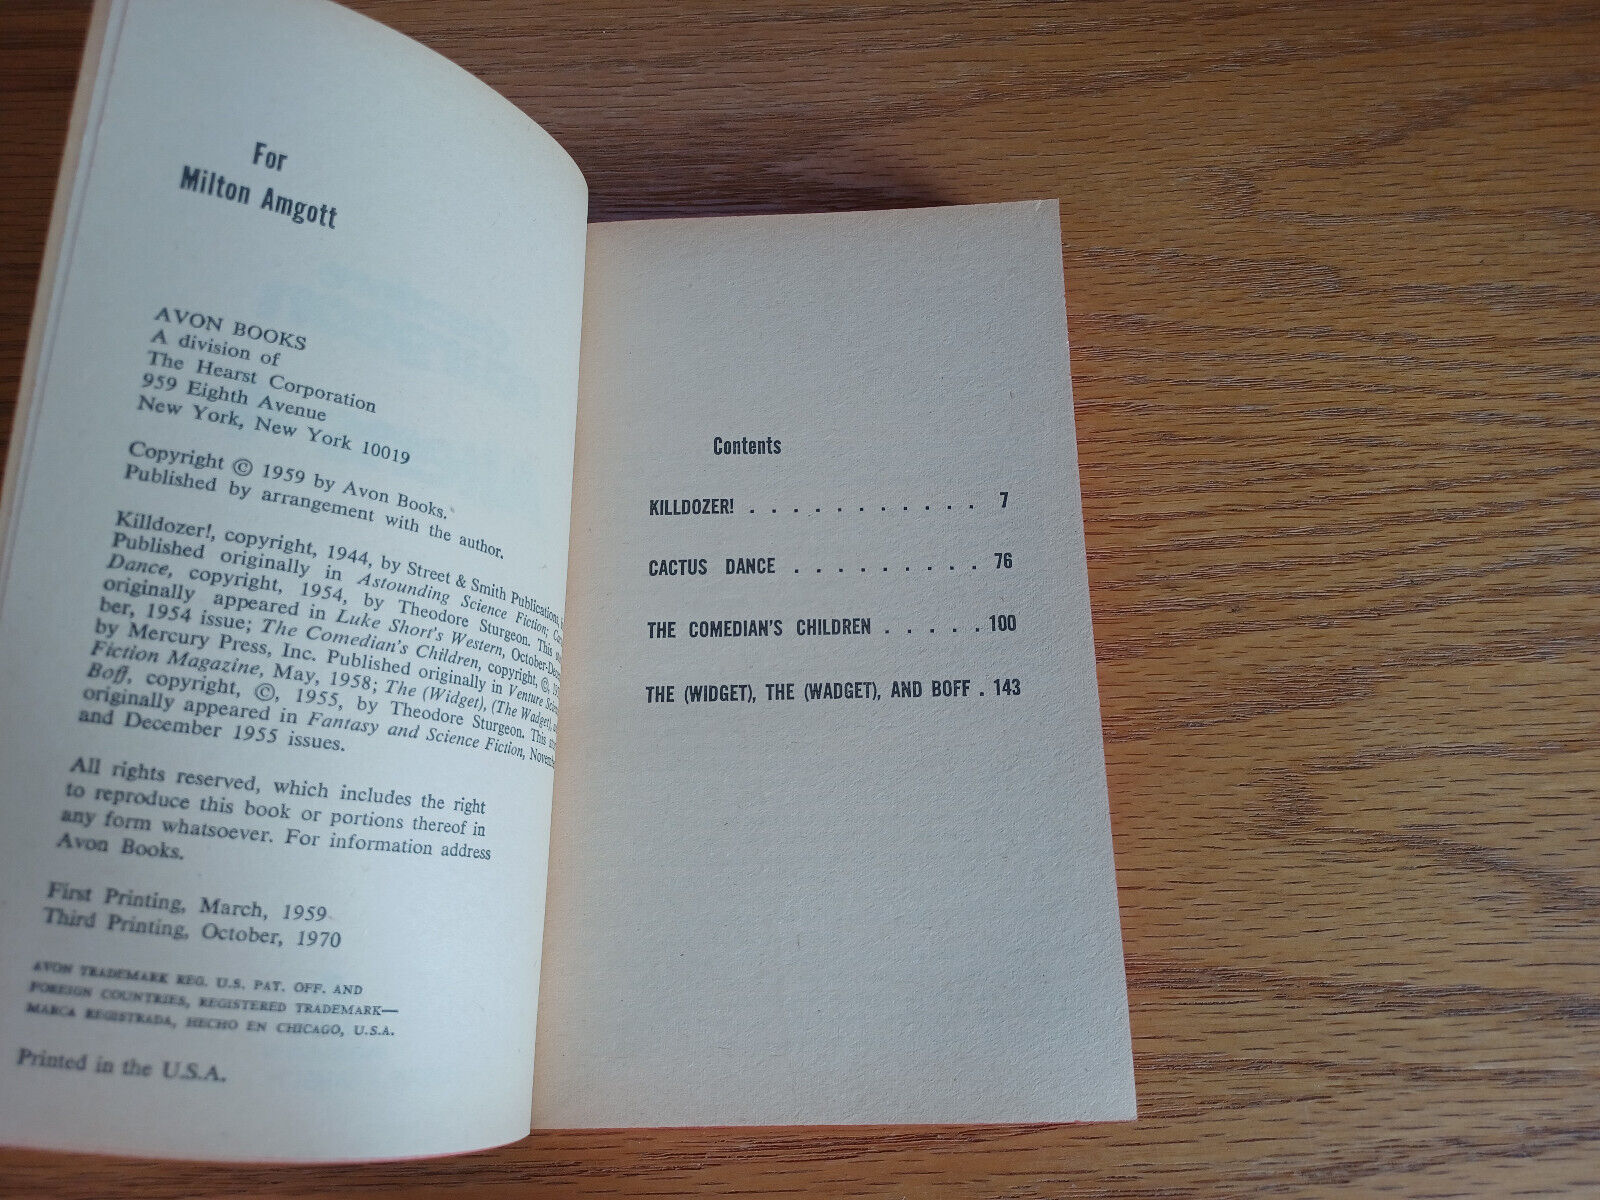 For
Milton Amgott
AVON BOOKS
A division of
The Hearst Corporation
959 Eighth Avenue
New York, New York 10019
Copyright © 1959 by Avon Books.
Published by arrangement with the author.
Killdozer!, copyright, 1944, by Street & Smith Publications,
Published originally in Astounding Science Fiction;
Dance, copyright, 1954, by Theodore Sturgeon. This
originally appeared in Luke Short's Western, October-Decem-
ber, 1954 issue; The Comedian's Children, copyright, ©,
by Mercury Press, Inc. Published originally in Venture
Fiction Magazine, May, 1958; The (Widget), (The Wadget),
Boff, copyright, ©, 1955, by Theodore Sturgeon. This
originally appeared in Fantasy and Science Fiction,
and December 1955 issues.
All rights reserved, which includes the right
to reproduce this book or portions thereof in
any form whatsoever. For information address
Avon Books.
First Printing, March, 1959
Third Printing, October, 1970
AVON TRADEMARK REG. U.S. PAT. OFF. AND
FOREIGN COUNTRIES, REGISTERED TRADEMARK—
MARCA REGISTRADA, HECHO EN CHICAGO, U.S.A.
Printed in the U.S.A.
Contents
KILLDOZER! . . . . . . . . . . . 7
CACTUS DANCE . . . . . . . . . 76
THE COMEDIAN'S CHILDREN . . . . . 100
THE (WIDGET), THE (WADGET), AND BOFF . 143